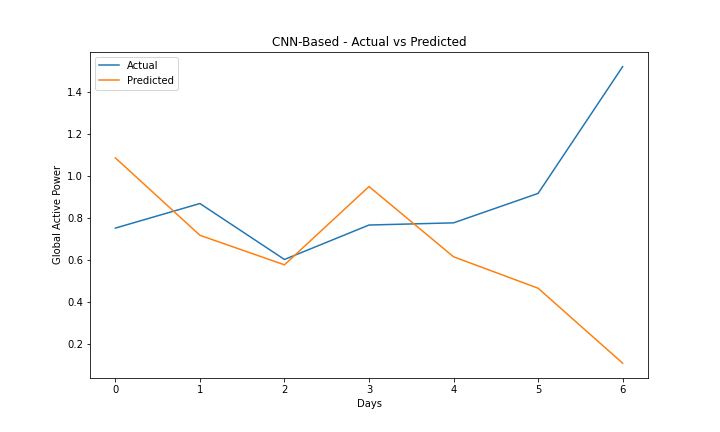 CNN-Based - Actual vs Predicted
Actual
Predicted
Global Active Power
1.4
1.2
1.0
0.8
0.6
0.4
0.2
0 1 2 3 4 5 6
Days